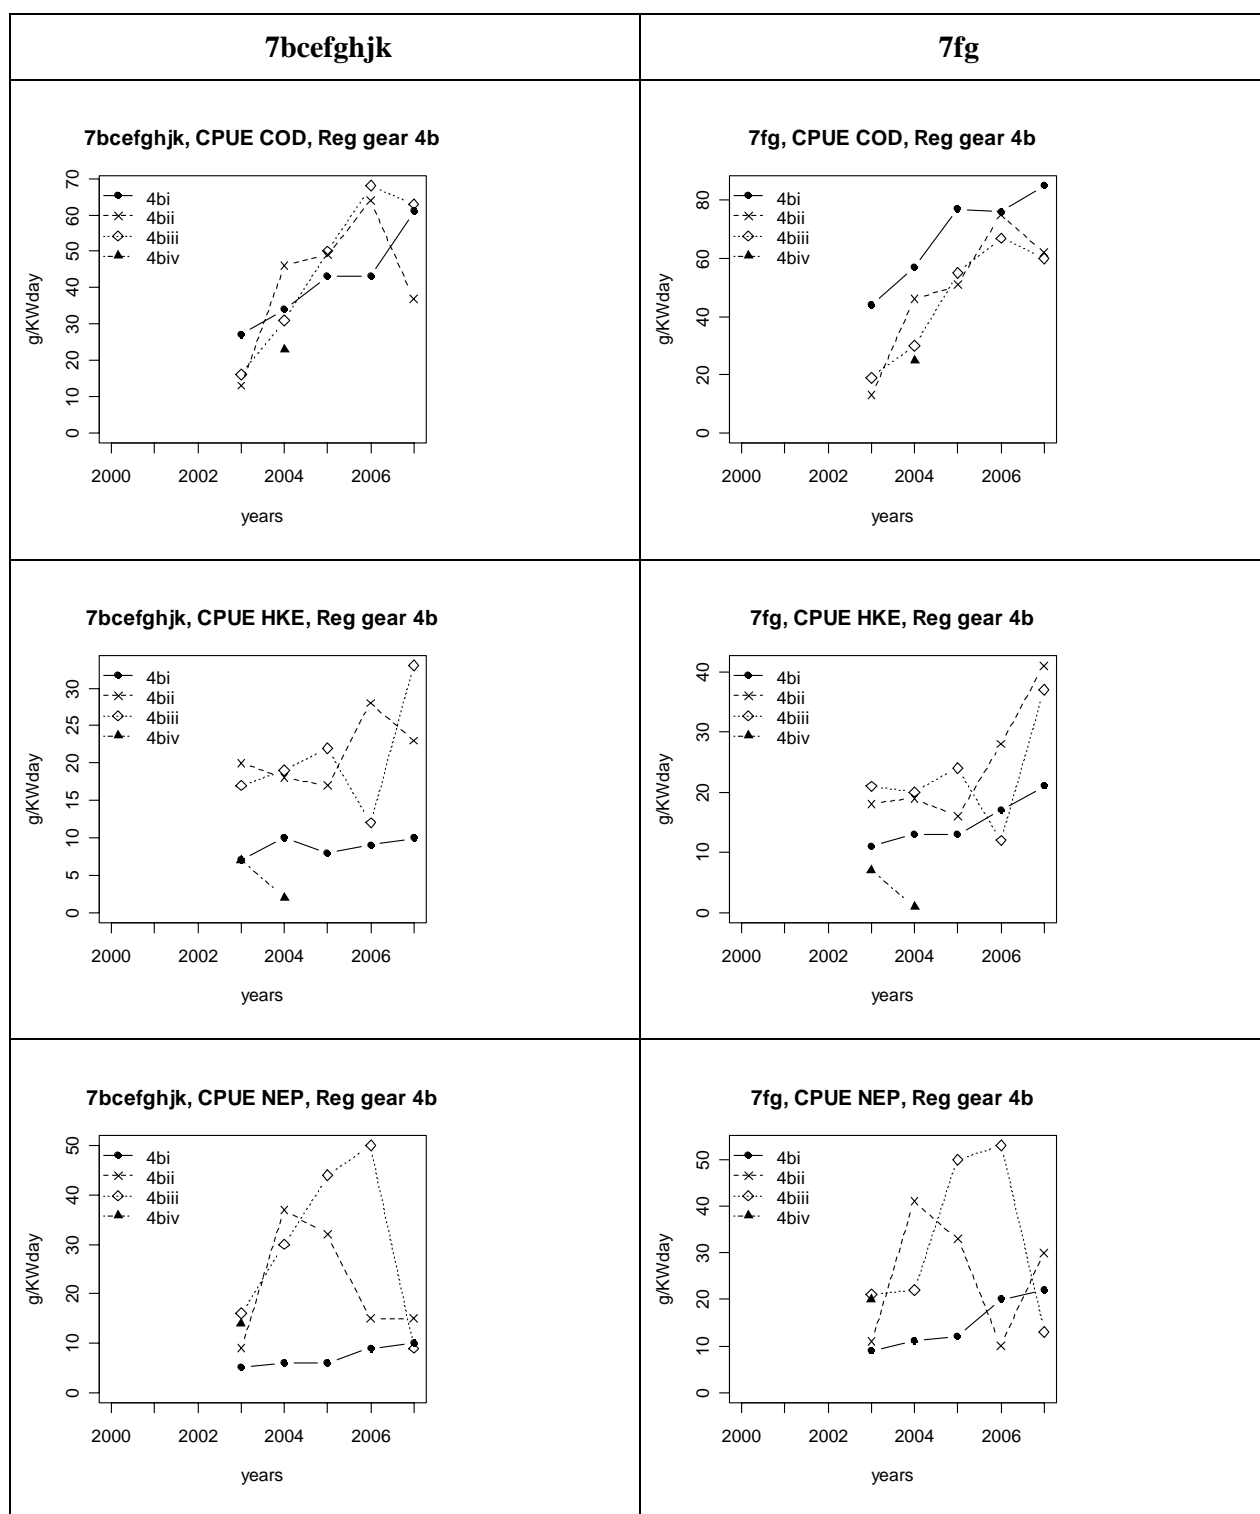 7bcefghjk
7fg
7bcefghjk, CPUE COD, Reg gear 4b
4bi
4bii
4biii
4biv
g/KWday
0 10 20 30 40 50 60 70
2000 2002 2004 2006
years
7fg, CPUE COD, Reg gear 4b
4bi
4bii
4biii
4biv
g/KWday
0 20 40 60 80
2000 2002 2004 2006
years
7bcefghjk, CPUE HKE, Reg gear 4b
4bi
4bii
4biii
4biv
g/KWday
0 5 10 15 20 25 30
2000 2002 2004 2006
years
7fg, CPUE HKE, Reg gear 4b
4bi
4bii
4biii
4biv
g/KWday
0 10 20 30 40
2000 2002 2004 2006
years
7bcefghjk, CPUE NEP, Reg gear 4b
4bi
4bii
4biii
4biv
g/KWday
0 10 20 30 40 50
2000 2002 2004 2006
years
7fg, CPUE NEP, Reg gear 4b
4bi
4bii
4biii
4biv
g/KWday
0 10 20 30 40 50
2000 2002 2004 2006
years